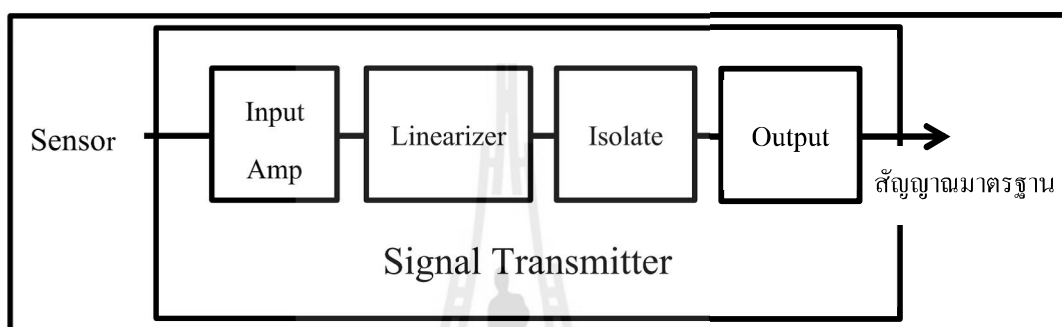 Sensor
Input
Amp
Linearizer
Isolate
Output
สัญญาณมาตรฐาน
Signal Transmitter